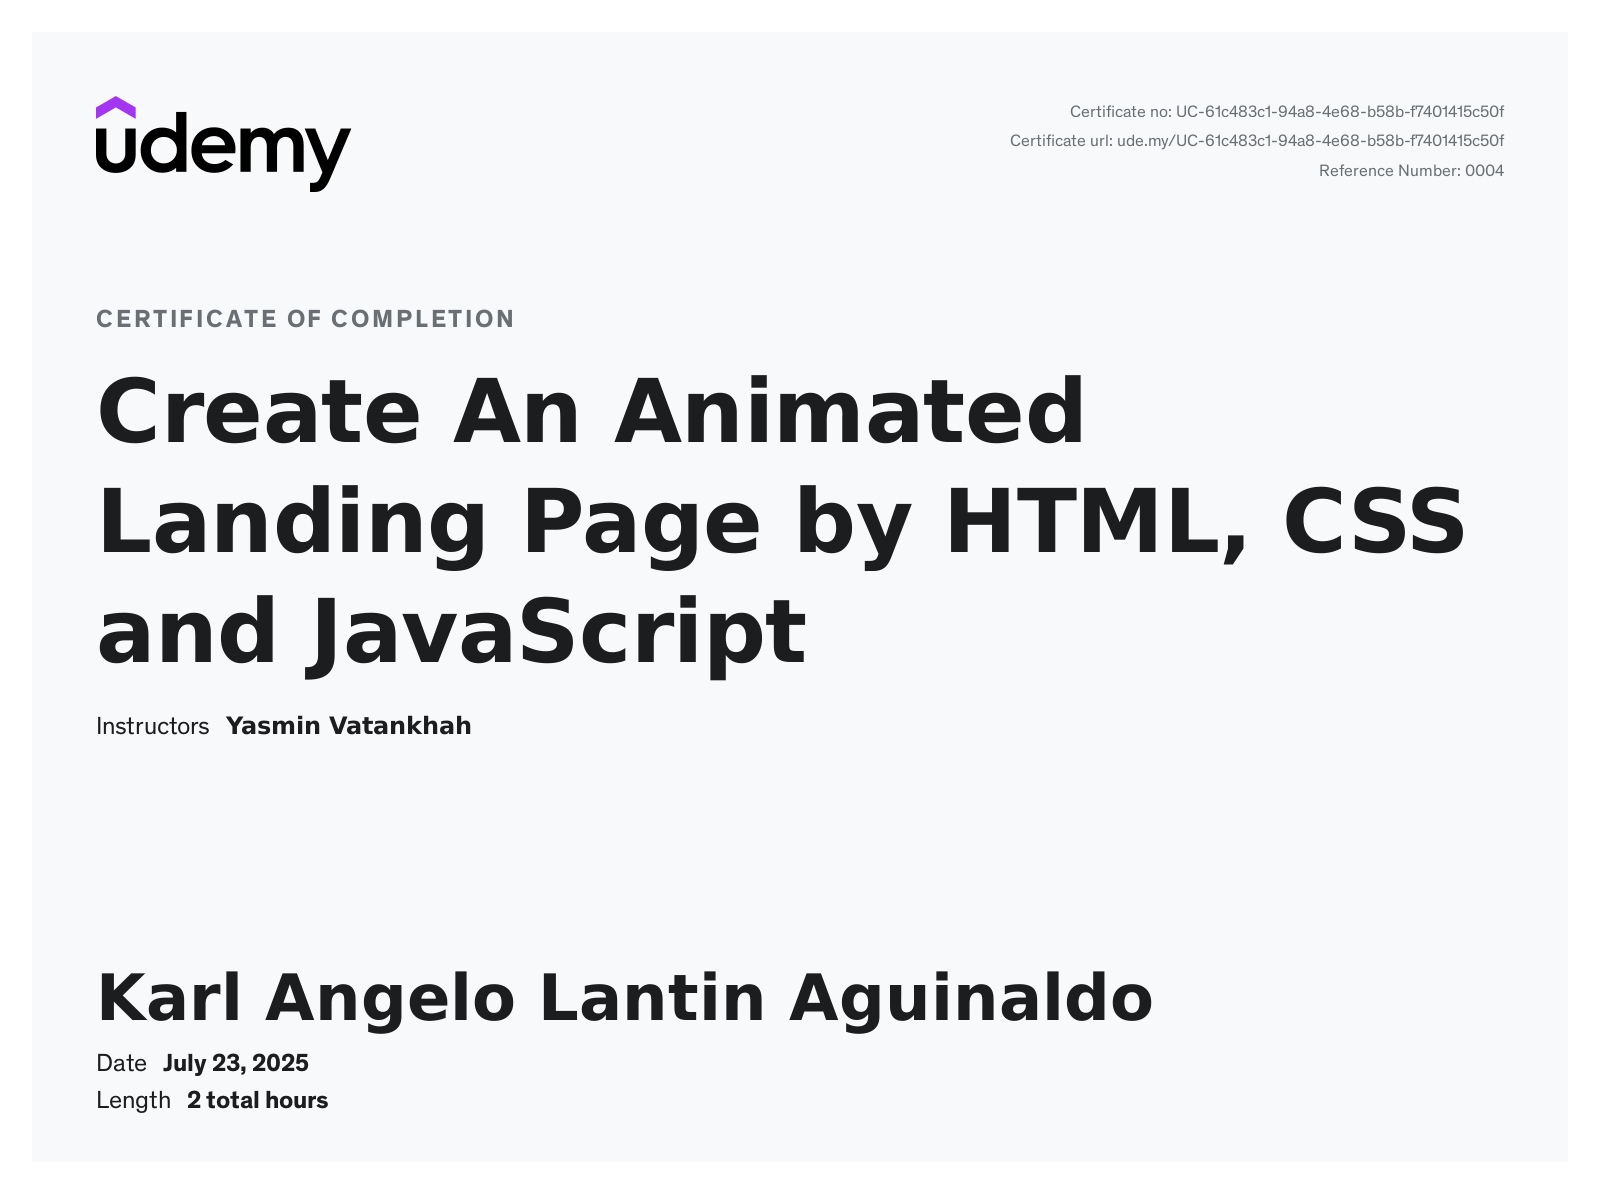 udemy
Certificate no: UC-61c483c1-94a8-4e68-b58b-f7401415c50f
Certificate url: ude.my/UC-61c483c1-94a8-4e68-b58b-f7401415c50f
Reference Number: 0004
CERTIFICATE OF COMPLETION
Create An Animated
Landing Page by HTML, CSS
and JavaScript
Instructors Yasmin Vatankhah
Karl Angelo Lantin Aguinaldo
Date July 23, 2025
Length 2 total hours